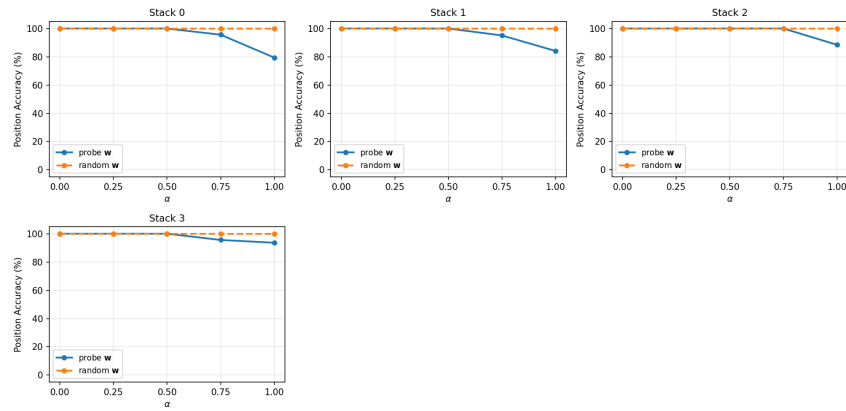 Stack 0
Position Accuracy (%)
100
80
60
40
20
0
probe w
random w
0.00 0.25 0.50 0.75 1.00
α
Stack 1
Position Accuracy (%)
100
80
60
40
20
0
probe w
random w
0.00 0.25 0.50 0.75 1.00
α
Stack 2
Position Accuracy (%)
100
80
60
40
20
0
probe w
random w
0.00 0.25 0.50 0.75 1.00
α
Stack 3
Position Accuracy (%)
100
80
60
40
20
0
probe w
random w
0.00 0.25 0.50 0.75 1.00
α